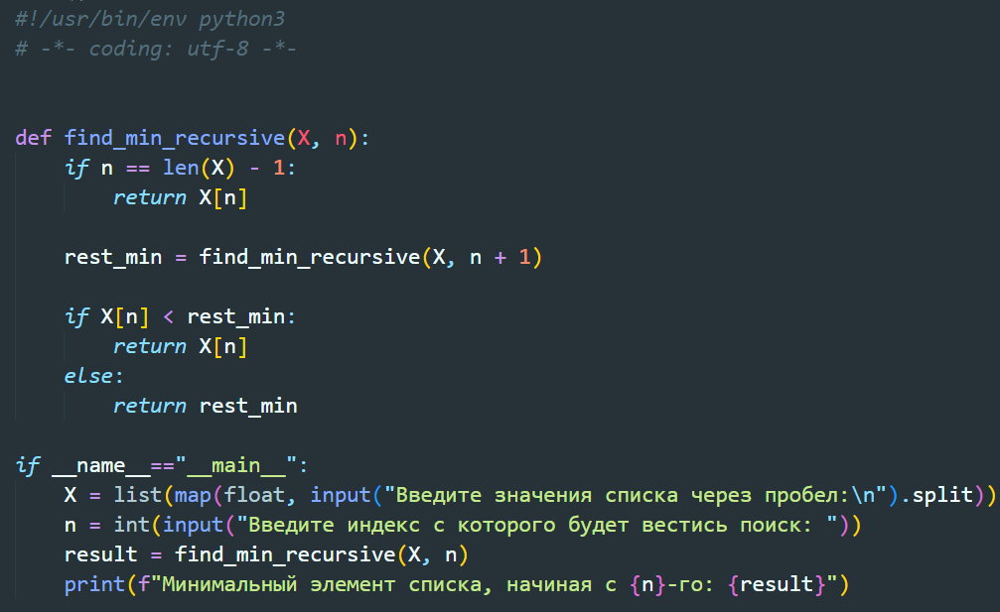 #!/usr/bin/env python3
# -*- coding: utf-8 -*-
def find_min_recursive(X, n):
    if n == len(X) - 1:
        return X[n]
    rest_min = find_min_recursive(X, n + 1)
    if X[n] < rest_min:
        return X[n]
    else:
        return rest_min
if __name__=="__main__":
    X = list(map(float, input("Введите значения списка через пробел:\n").split))
    n = int(input("Введите индекс с которого будет вестись поиск: "))
    result = find_min_recursive(X, n)
    print(f"Минимальный элемент списка, начиная с {n}-го: {result}")